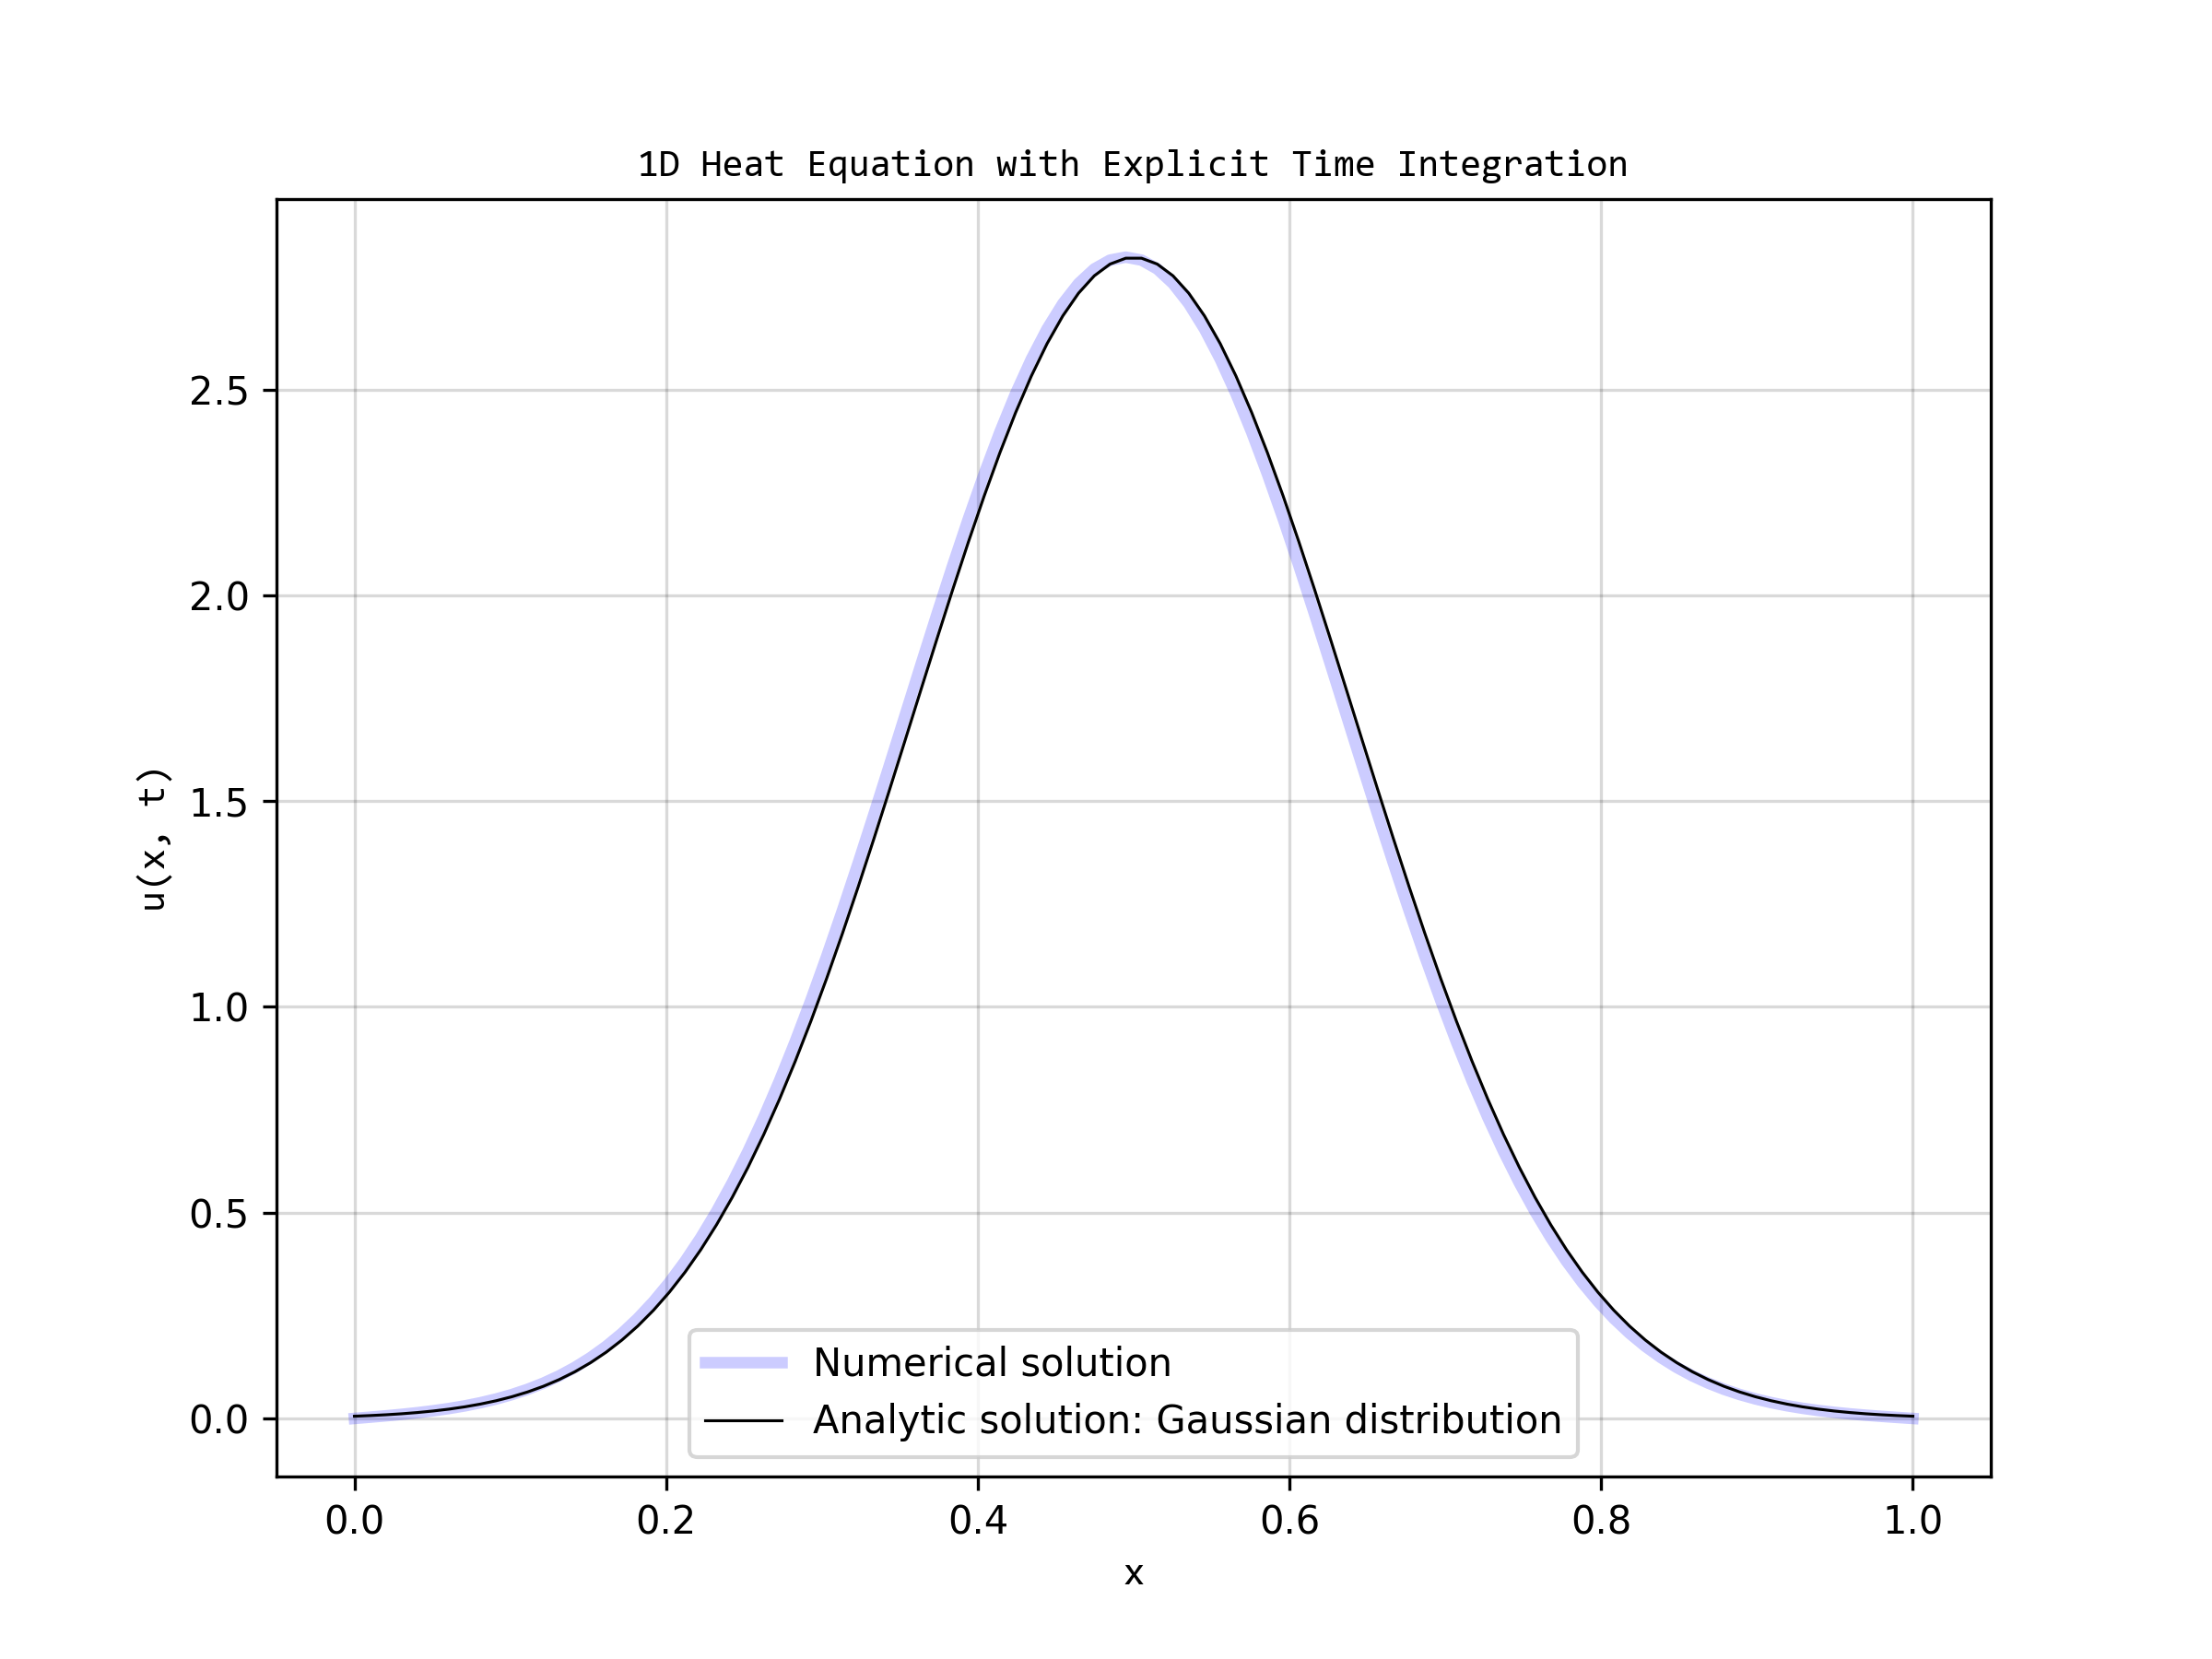 1D Heat Equation with Explicit Time Integration
u(x, t)
2.5
2.0
1.5
1.0
0.5
0.0
Numerical solution
Analytic solution: Gaussian distribution
0.0 0.2 0.4 0.6 0.8 1.0
x